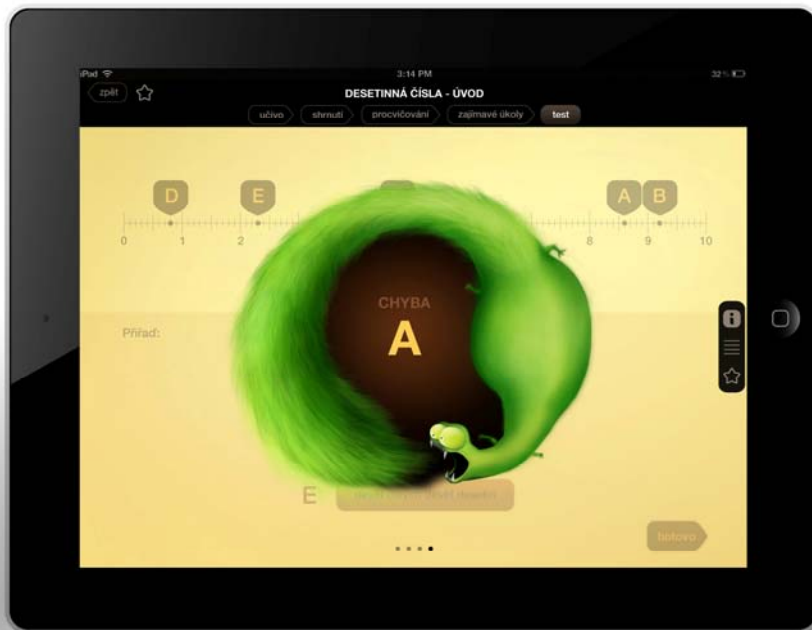 iPad 3:14 PM 32%
zpět DESETINNÁ ČÍSLA - ÚVOD
učivo shrnutí procvičování zajímavé úkoly test
D E A B
0 1 2 8 9 10
CHYBA
Přiřaď:
A
E
hotovo